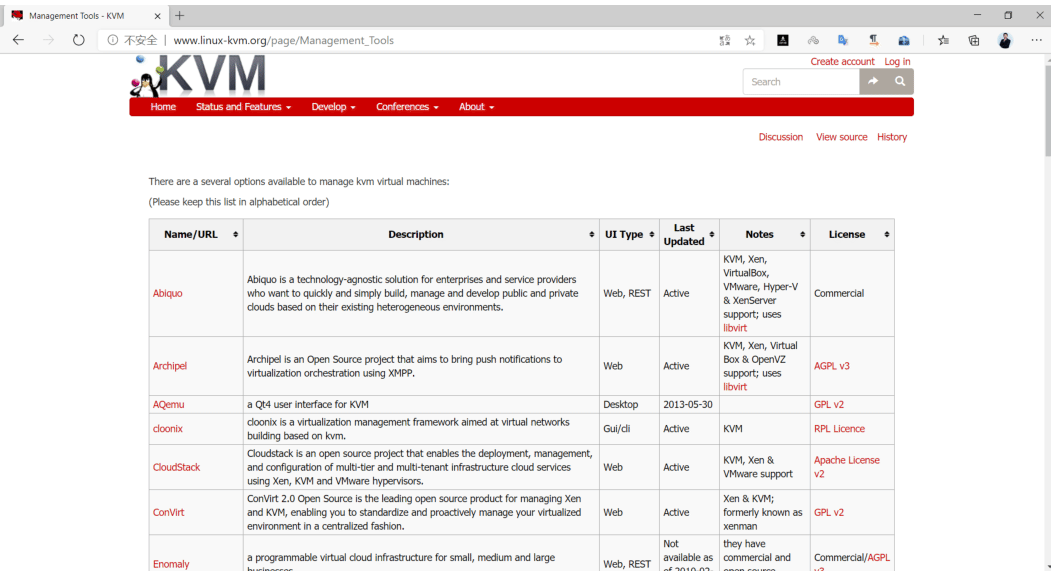 Management Tools - KVM
不安全 | www.linux-kvm.org/page/Management_Tools
KVM
Create account Log in
Search
Home Status and Features Develop Conferences About
Discussion View source History
There are a several options available to manage kvm virtual machines:
(Please keep this list in alphabetical order)
Name/URL Description UI Type Last Updated Notes License
Abiquo
Abiquo is a technology-agnostic solution for enterprises and service providers
who want to quickly and simply build, manage and develop public and private
clouds based on their existing heterogeneous environments.
Web, REST
Active
KVM, Xen,
VirtualBox,
VMware, Hyper-V
& XenServer
support; uses
libvirt
Commercial
Archipel
Archipel is an Open Source project that aims to bring push notifications to
virtualization orchestration using XMPP.
Web
Active
KVM, Xen, Virtual
Box & OpenVZ
support; uses
libvirt
AGPL v3
AQemu
a Qt4 user interface for KVM
Desktop
2013-05-30
GPL v2
cloonix
cloonix is a virtualization management framework aimed at virtual networks
building based on kvm.
Gui/cli
Active
KVM
RPL Licence
CloudStack
Cloudstack is an open source project that enables the deployment, management,
and configuration of multi-tier and multi-tenant infrastructure cloud services
using Xen, KVM and VMware hypervisors.
Web
Active
KVM, Xen &
VMware support
Apache License
v2
ConVirt
ConVirt 2.0 Open Source is the leading open source product for managing Xen
and KVM, enabling you to standardize and proactively manage your virtualized
environment in a centralized fashion.
Web
Active
Xen & KVM;
formerly known as
xenman
GPL v2
Enomaly
a programmable virtual cloud infrastructure for small, medium and large
businesses
Web, REST
Not
available as
of 2010-02-
they have
commercial and
open source
Commercial/AGPL
v3